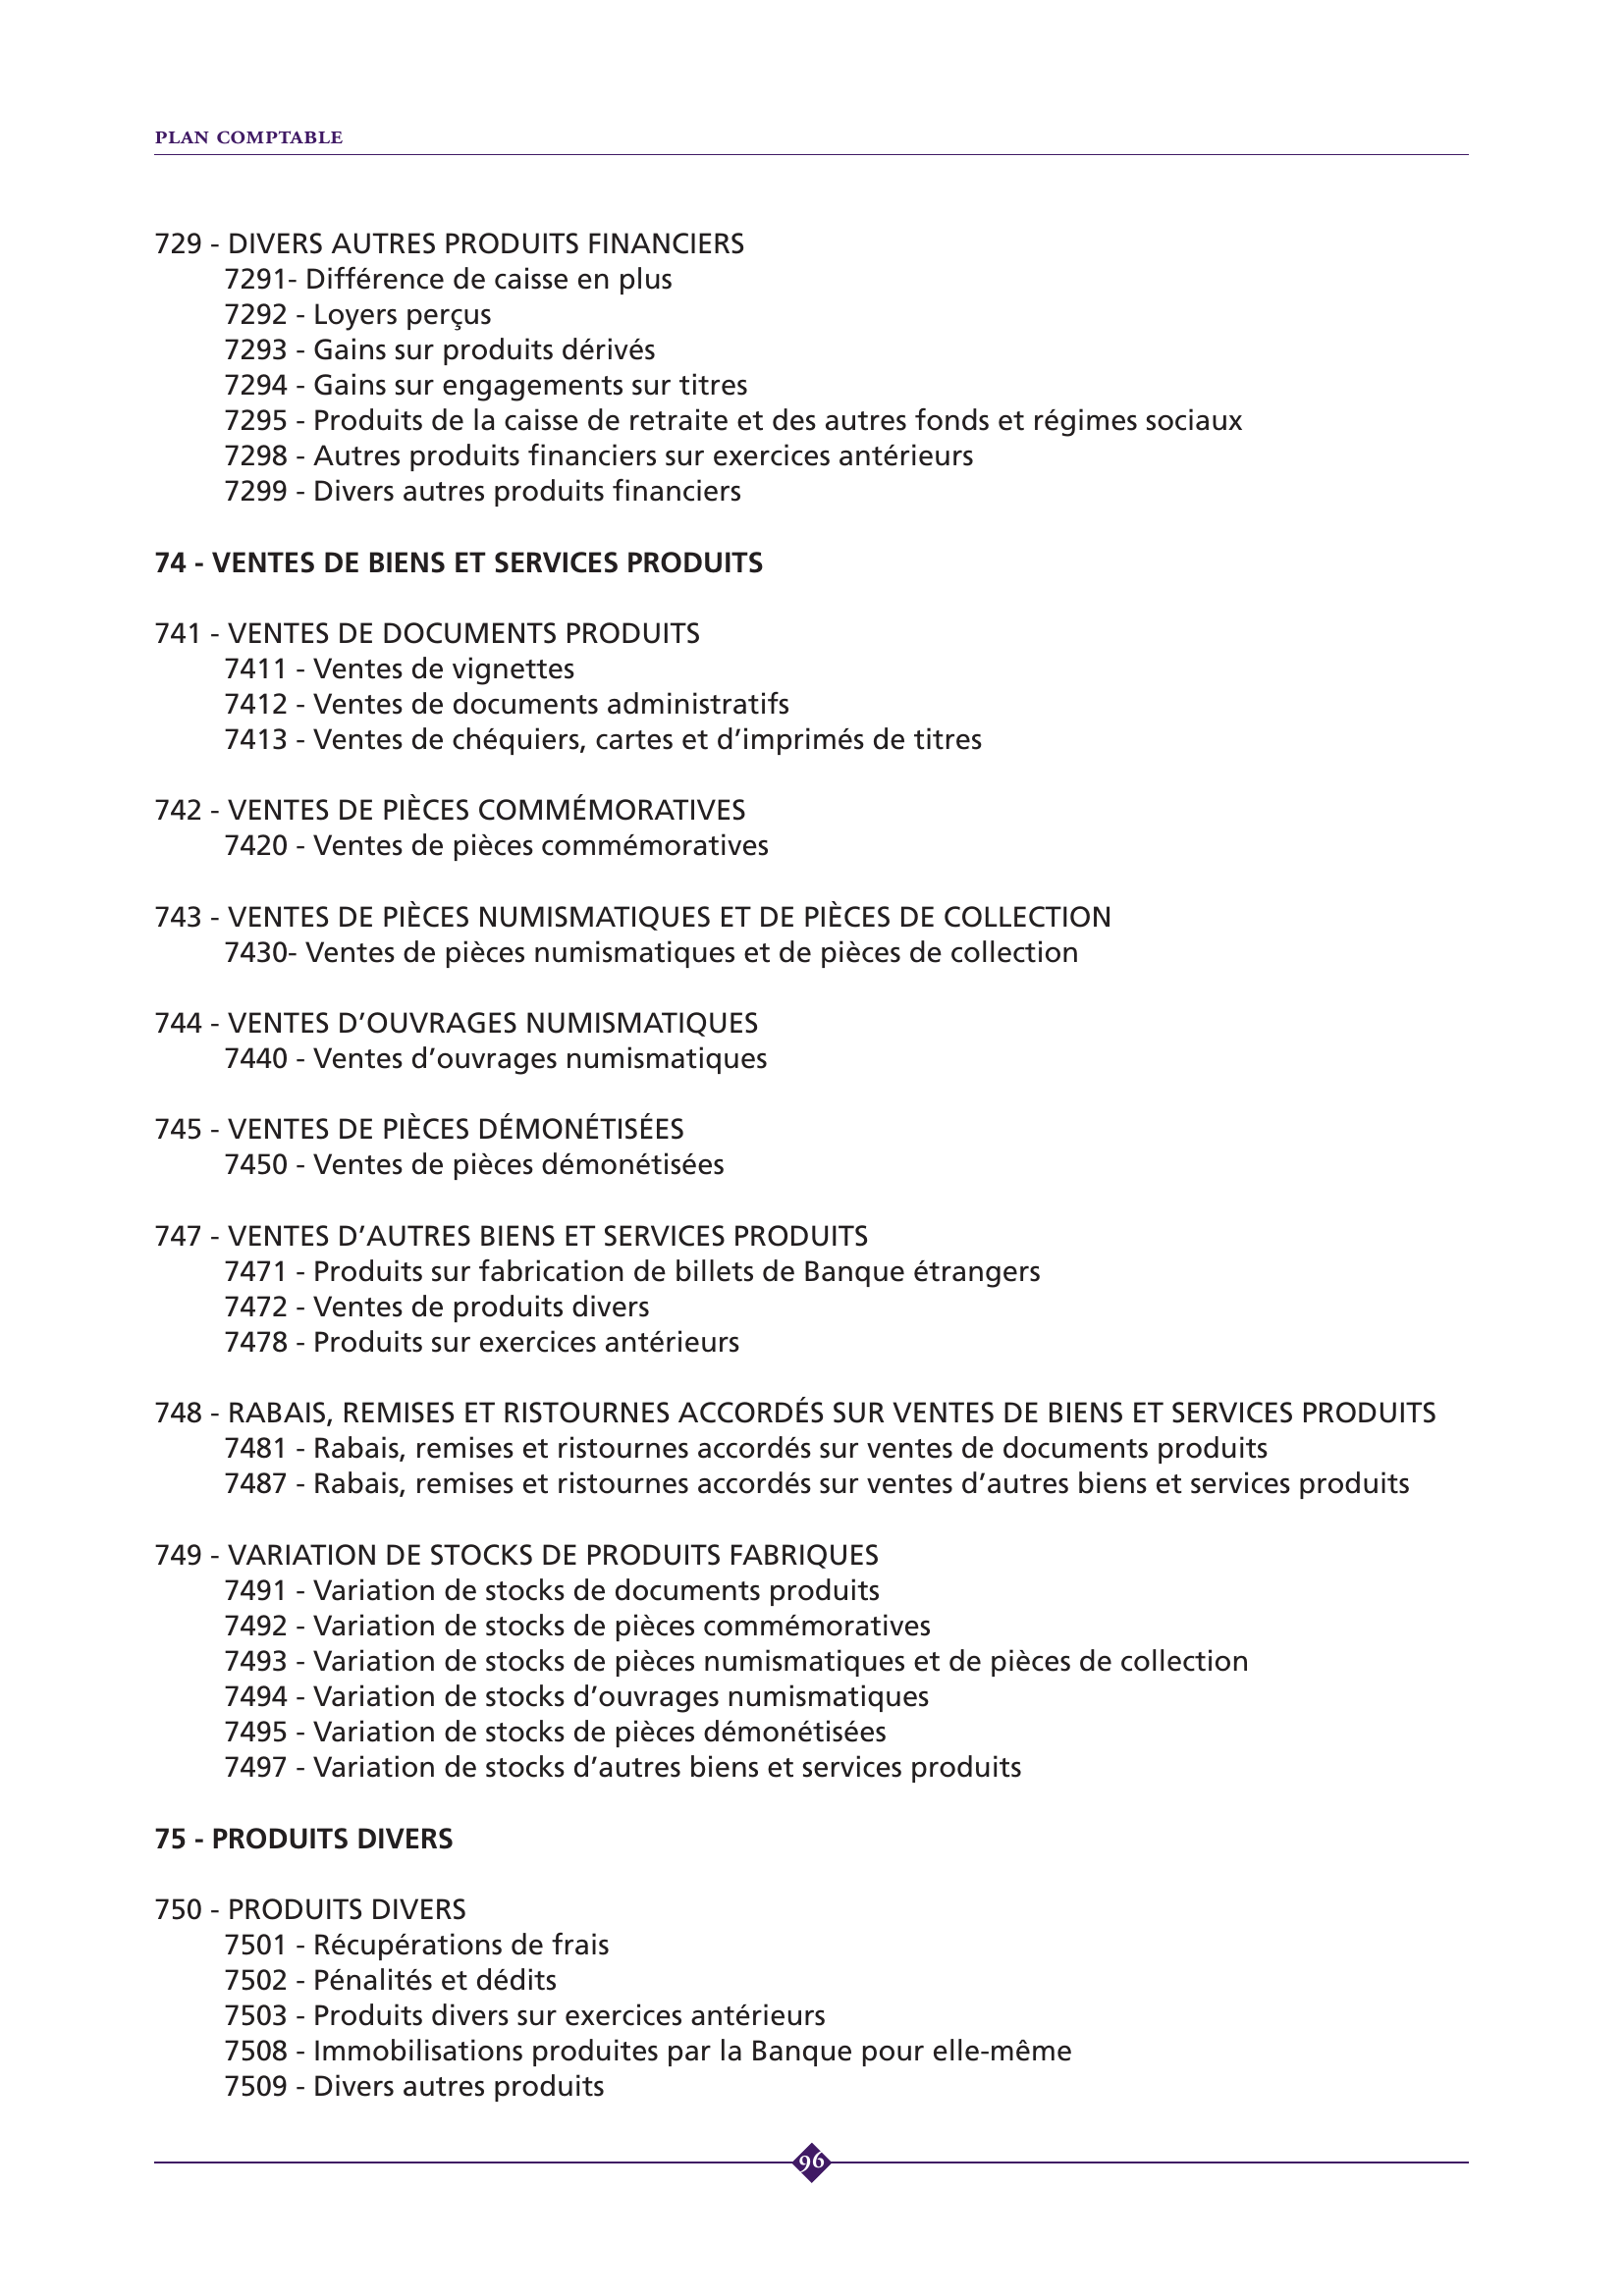 PLAN COMPTABLE
729 - DIVERS AUTRES PRODUITS FINANCIERS
7291- Différence de caisse en plus
7292 - Loyers perçus
7293 - Gains sur produits dérivés
7294 - Gains sur engagements sur titres
7295 - Produits de la caisse de retraite et des autres fonds et régimes sociaux
7298 - Autres produits financiers sur exercices antérieurs
7299 - Divers autres produits financiers
74 - VENTES DE BIENS ET SERVICES PRODUITS
741 - VENTES DE DOCUMENTS PRODUITS
7411 - Ventes de vignettes
7412 - Ventes de documents administratifs
7413 - Ventes de chéquiers, cartes et d’imprimés de titres
742 - VENTES DE PIÈCES COMMÉMORATIVES
7420 - Ventes de pièces commémoratives
743 - VENTES DE PIÈCES NUMISMATIQUES ET DE PIÈCES DE COLLECTION
7430- Ventes de pièces numismatiques et de pièces de collection
744 - VENTES D’OUVRAGES NUMISMATIQUES
7440 - Ventes d’ouvrages numismatiques
745 - VENTES DE PIÈCES DÉMONÉTISÉES
7450 - Ventes de pièces démonétisées
747 - VENTES D’AUTRES BIENS ET SERVICES PRODUITS
7471 - Produits sur fabrication de billets de Banque étrangers
7472 - Ventes de produits divers
7478 - Produits sur exercices antérieurs
748 - RABAIS, REMISES ET RISTOURNES ACCORDÉS SUR VENTES DE BIENS ET SERVICES PRODUITS
7481 - Rabais, remises et ristournes accordés sur ventes de documents produits
7487 - Rabais, remises et ristournes accordés sur ventes d’autres biens et services produits
749 - VARIATION DE STOCKS DE PRODUITS FABRIQUES
7491 - Variation de stocks de documents produits
7492 - Variation de stocks de pièces commémoratives
7493 - Variation de stocks de pièces numismatiques et de pièces de collection
7494 - Variation de stocks d’ouvrages numismatiques
7495 - Variation de stocks de pièces démonétisées
7497 - Variation de stocks d’autres biens et services produits
75 - PRODUITS DIVERS
750 - PRODUITS DIVERS
7501 - Récupérations de frais
7502 - Pénalités et dédits
7503 - Produits divers sur exercices antérieurs
7508 - Immobilisations produites par la Banque pour elle-même
7509 - Divers autres produits
96